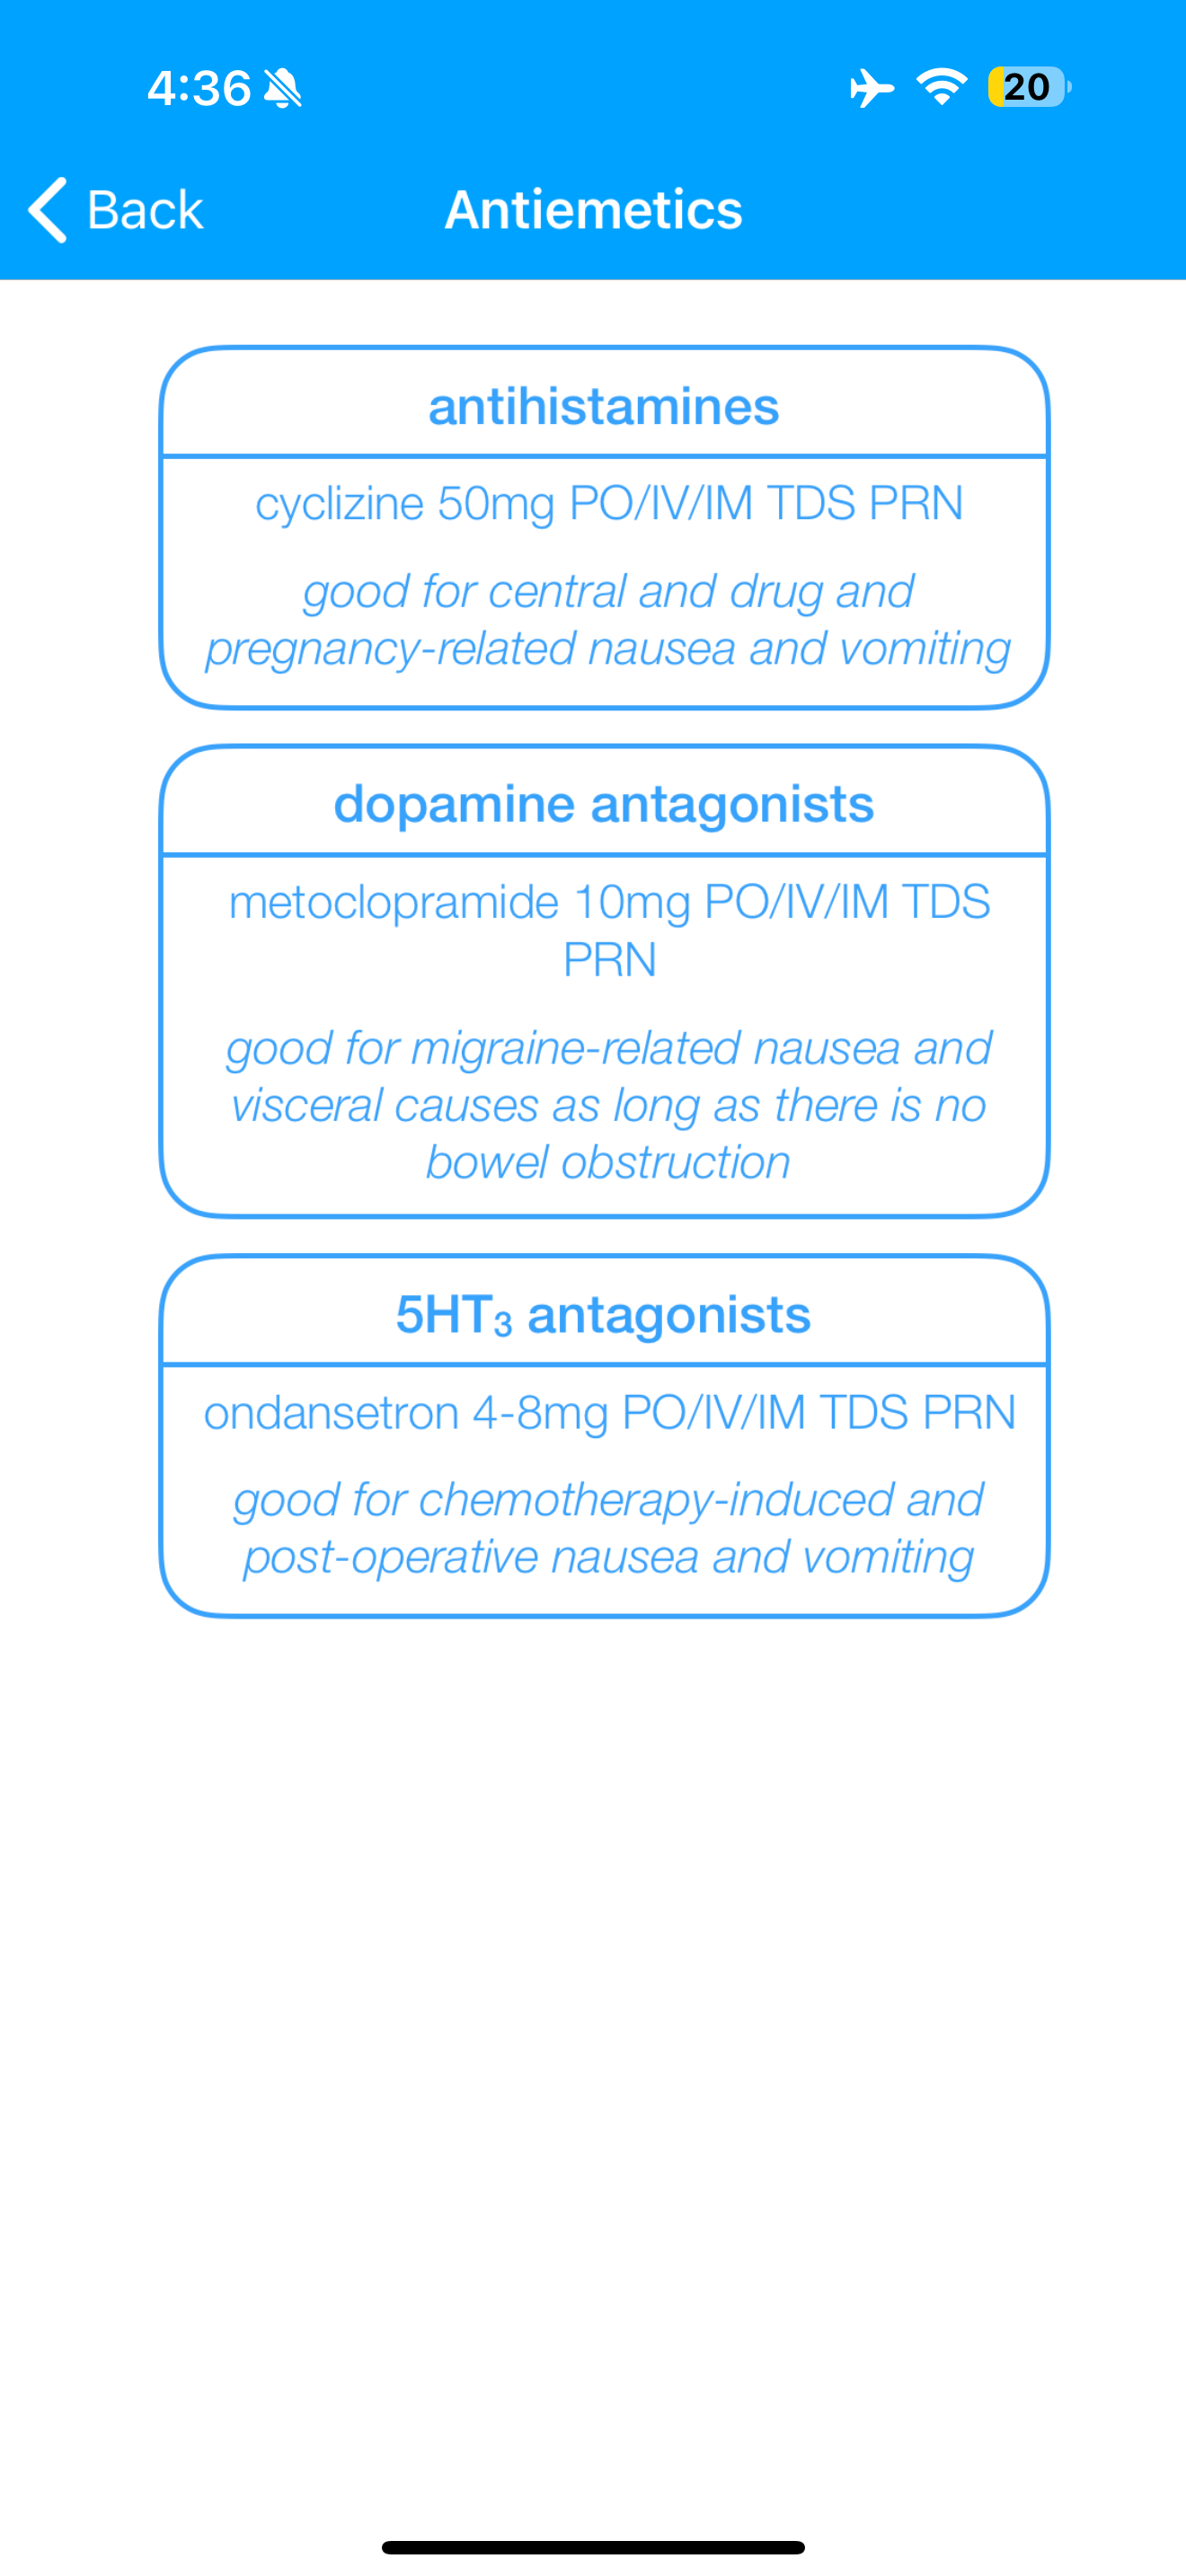 4:36
20
Back
Antiemetics
antihistamines
cyclizine 50mg PO/IV/IM TDS PRN
good for central and drug and
pregnancy-related nausea and vomiting
dopamine antagonists
metoclopramide 10mg PO/IV/IM TDS
PRN
good for migraine-related nausea and
visceral causes as long as there is no
bowel obstruction
5HT₃ antagonists
ondansetron 4-8mg PO/IV/IM TDS PRN
good for chemotherapy-induced and
post-operative nausea and vomiting